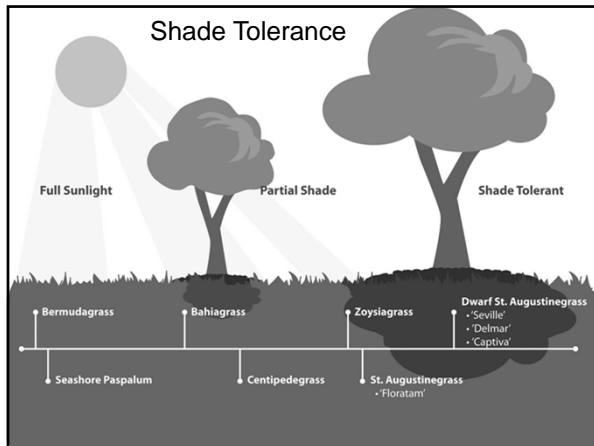 Shade Tolerance
Full Sunlight
Partial Shade
Shade Tolerant
Bermudagrass
Bahiagrass
Zoysiagrass
Dwarf St. Augustinegrass
• 'Seville'
• 'Delmar'
• 'Captiva'
Seashore Paspalum
Centipedegrass
St. Augustinegrass
• 'Floratam'